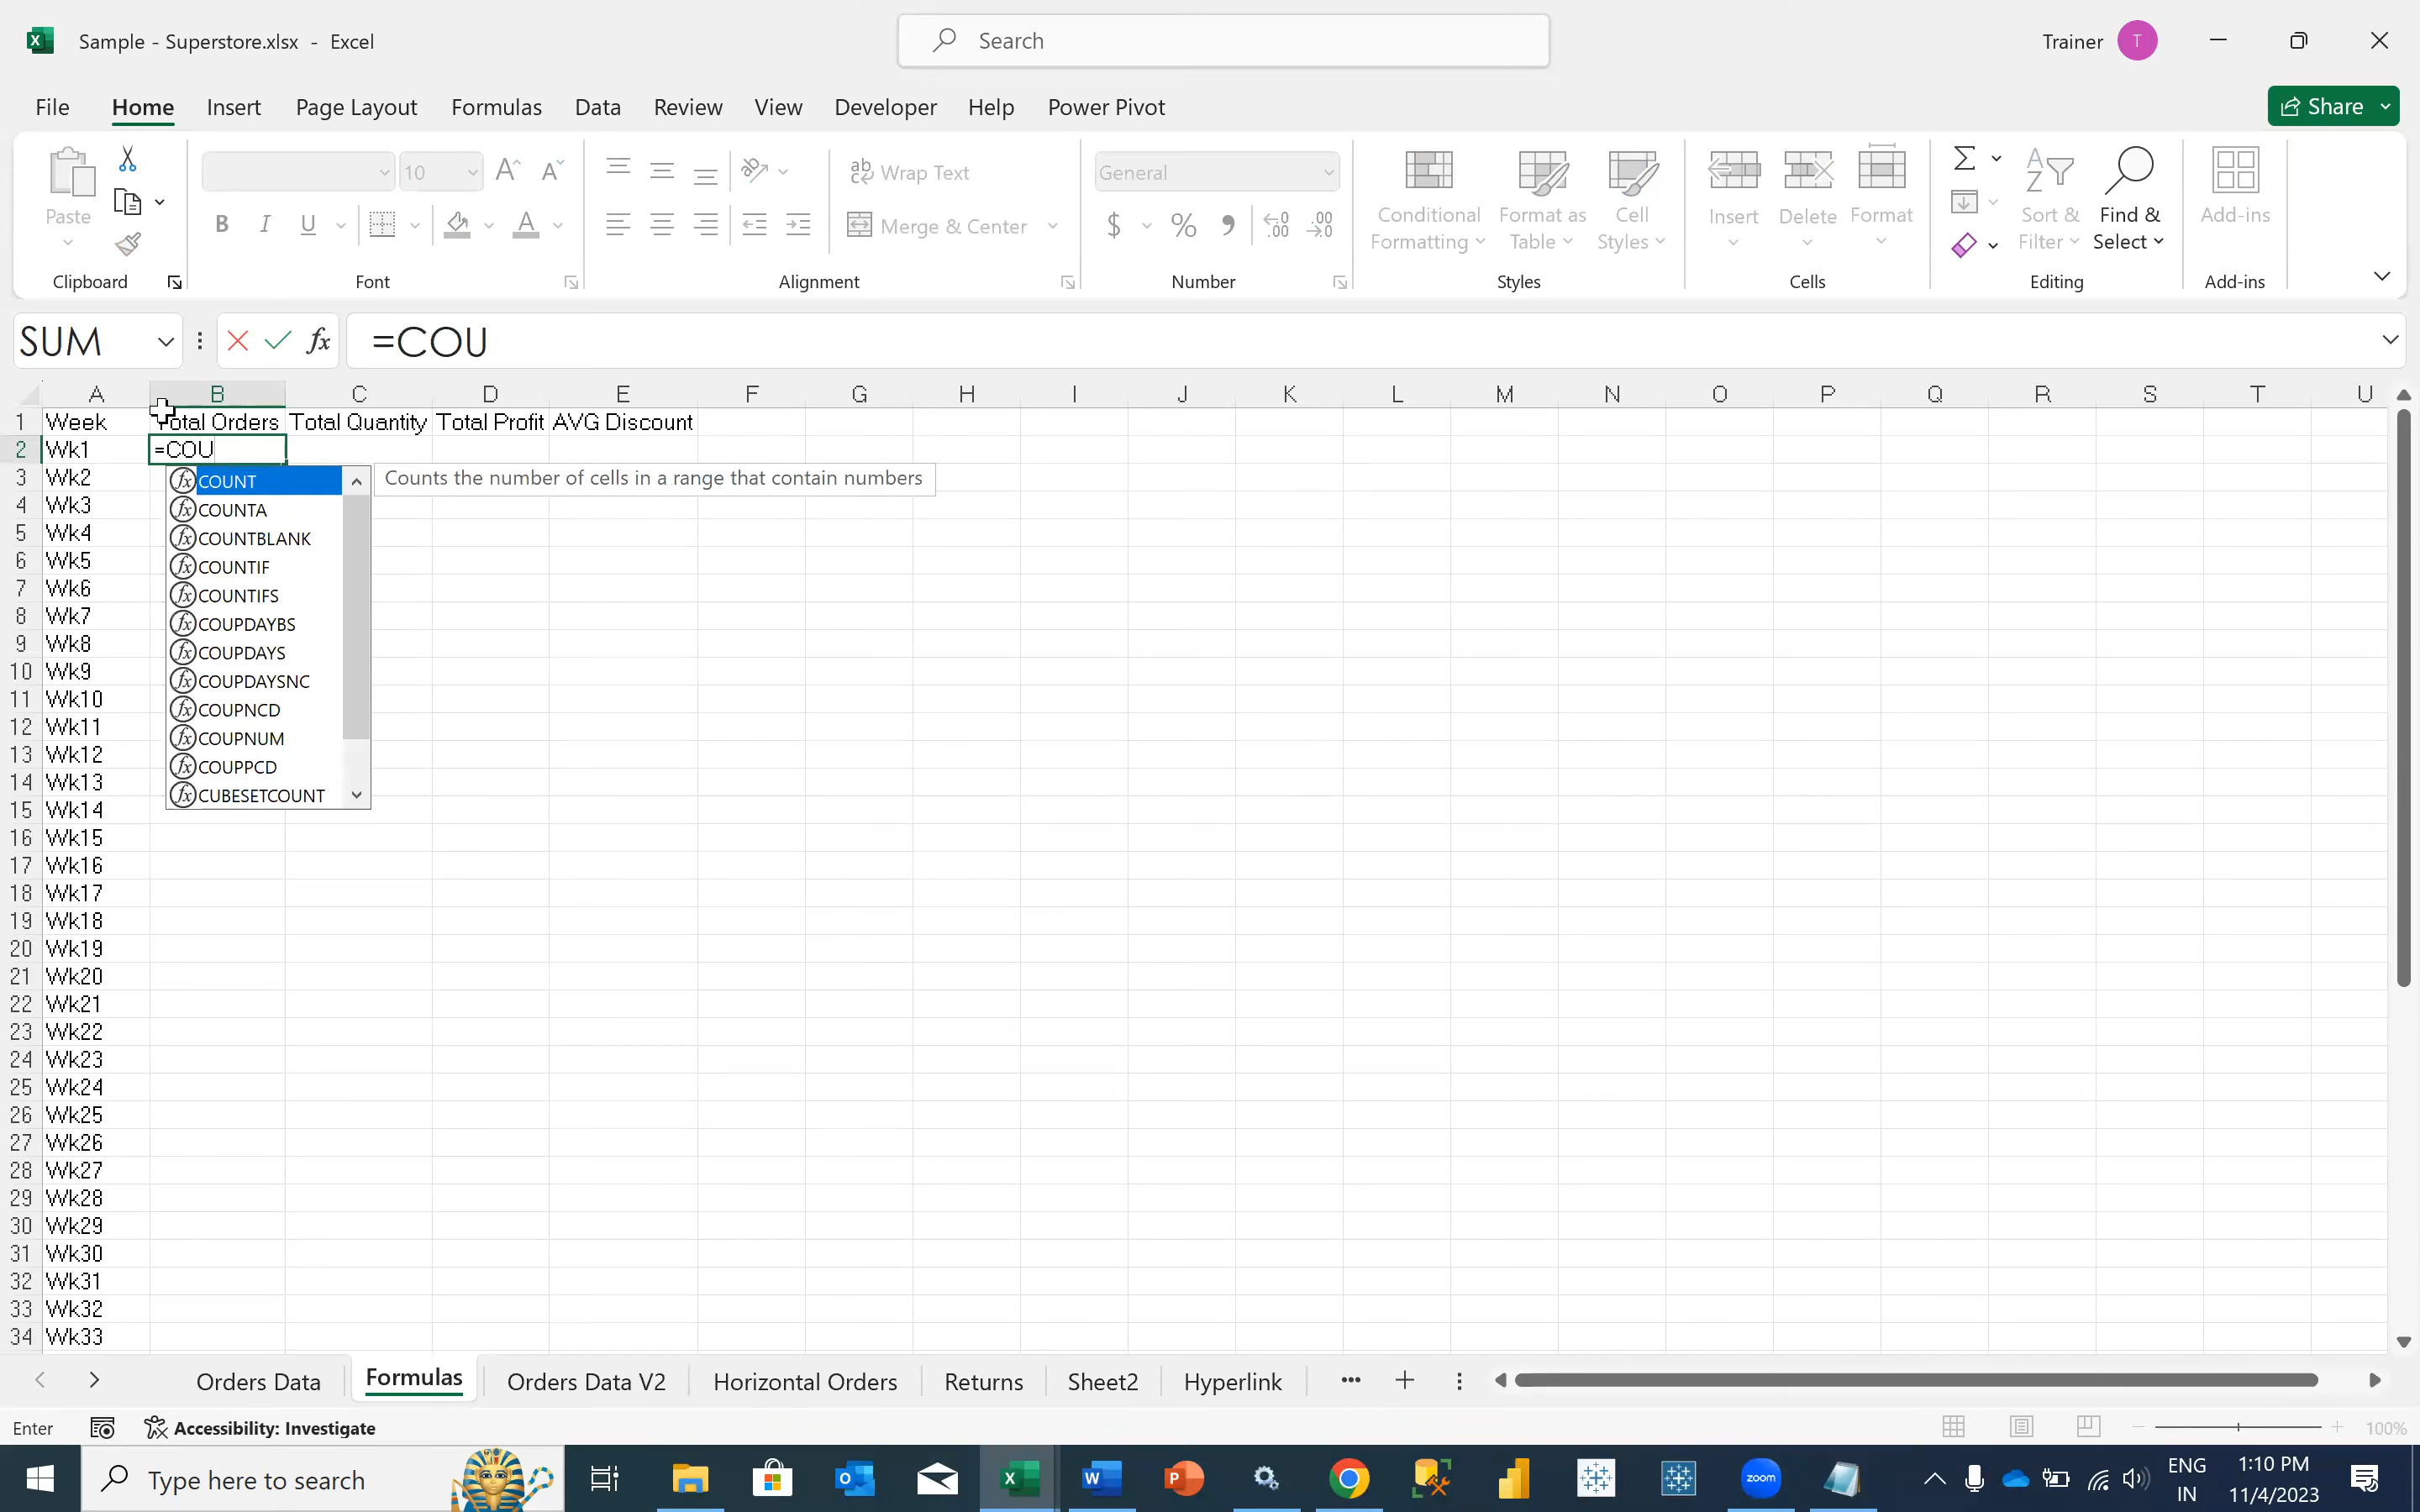 Sample - Superstore.xlsx - Excel
Search
Trainer T
File Home Insert Page Layout Formulas Data Review View Developer Help Power Pivot
Share
Paste
Clipboard
10
B I U
Font
Wrap Text
Merge & Center
Alignment
General
$ % ,
Number
Conditional Formatting
Format as Table
Cell Styles
Styles
Insert
Delete
Format
Cells
Sort & Filter
Find & Select
Editing
Add-ins
Add-ins
SUM
fx
=COU
A B C D E F G H I J K L M N O P Q R S T U
1 Week Total Orders Total Quantity Total Profit AVG Discount
2 Wk1 =COU
3 Wk2
4 Wk3
5 Wk4
6 Wk5
7 Wk6
8 Wk7
9 Wk8
10 Wk9
11 Wk10
12 Wk11
13 Wk12
14 Wk13
15 Wk14
16 Wk15
17 Wk16
18 Wk17
19 Wk18
20 Wk19
21 Wk20
22 Wk21
23 Wk22
24 Wk23
25 Wk24
26 Wk25
27 Wk26
28 Wk27
29 Wk28
30 Wk29
31 Wk30
32 Wk31
33 Wk32
34 Wk33
COUNT
Counts the number of cells in a range that contain numbers
COUNTA
COUNTBLANK
COUNTIF
COUNTIFS
COUPDAYBS
COUPDAYS
COUPDAYSNC
COUPNCD
COUPNUM
COUPPCD
CUBESETCOUNT
Orders Data Formulas Orders Data V2 Horizontal Orders Returns Sheet2 Hyperlink
Enter
Accessibility: Investigate
100%
Type here to search
zoom
ENG
IN
1:10 PM
11/4/2023